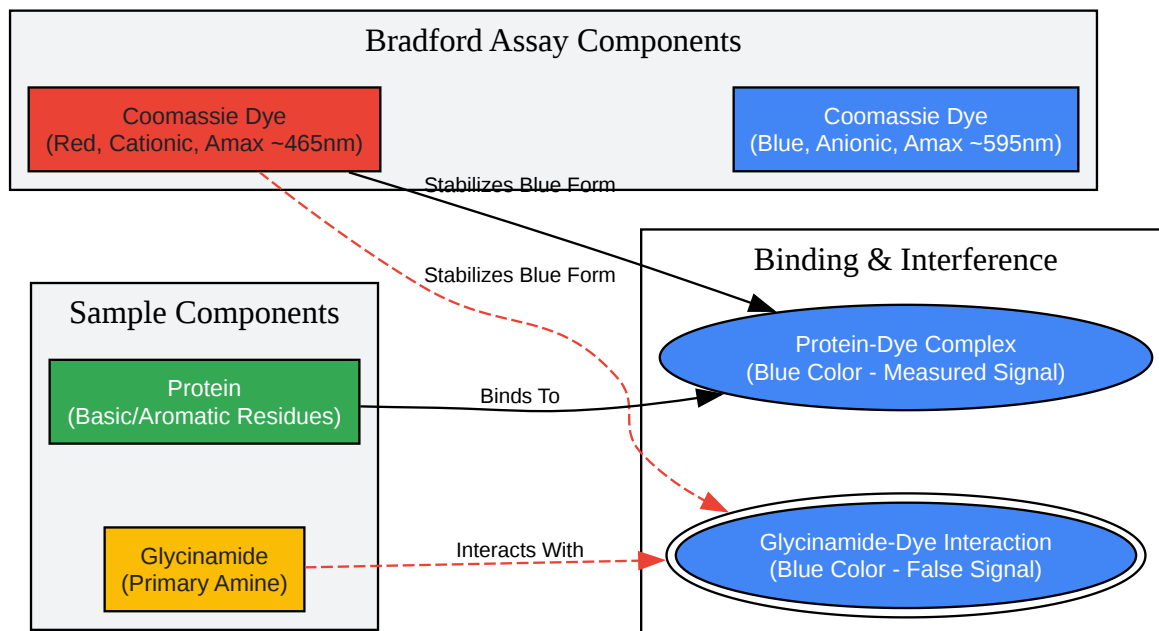 Bradford Assay Components
Coomassie Dye
(Red, Cationic, Amax ~465nm)
Coomassie Dye
(Blue, Anionic, Amax ~595nm)
Stabilizes Blue Form
Stabilizes Blue Form
Binding & Interference
Sample Components
Protein-Dye Complex
(Blue Color - Measured Signal)
Protein
(Basic/Aromatic Residues)
Binds To
Glycinamide-Dye Interaction
(Blue Color - False Signal)
Interacts With
Glycinamide
(Primary Amine)